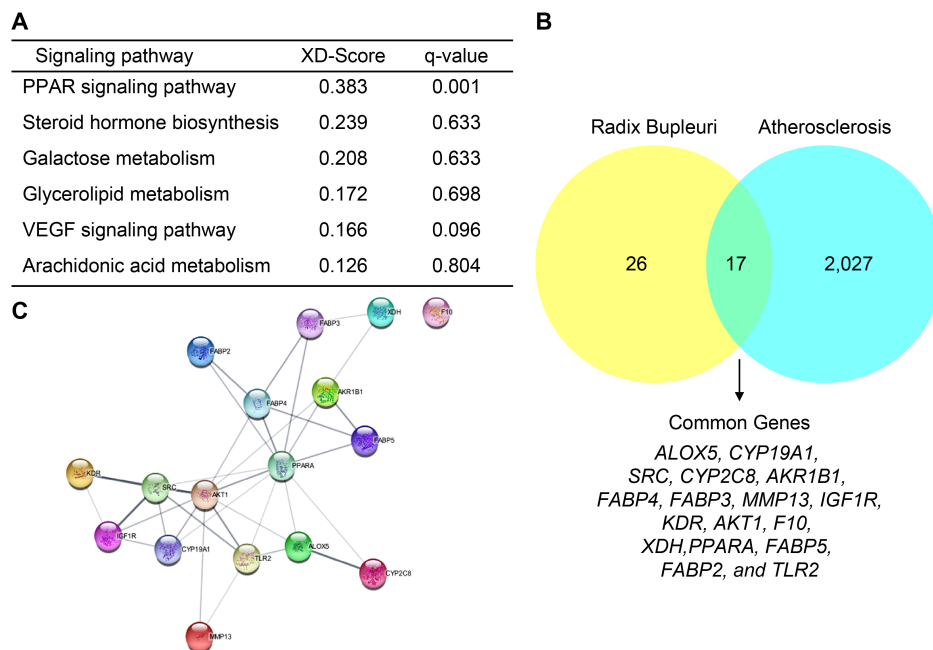 A
Signaling pathway XD-Score q-value
PPAR signaling pathway 0.383 0.001
Steroid hormone biosynthesis 0.239 0.633
Galactose metabolism 0.208 0.633
Glycerolipid metabolism 0.172 0.698
VEGF signaling pathway 0.166 0.096
Arachidonic acid metabolism 0.126 0.804
B
Radix Bupleuri Atherosclerosis
26 17 2,027
Common Genes
ALOX5, CYP19A1,
SRC, CYP2C8, AKR1B1,
FABP4, FABP3, MMP13, IGF1R,
KDR, AKT1, F10,
XDH,PPARA, FABP5,
FABP2, and TLR2
C
XDH
F10
FABP3
FABP2
AKR1B1
FABP4
FABP5
PPARA
KDR
SRC
AKT1
IGF1R
CYP19A1
TLR2
ALOX5
CYP2C8
MMP13